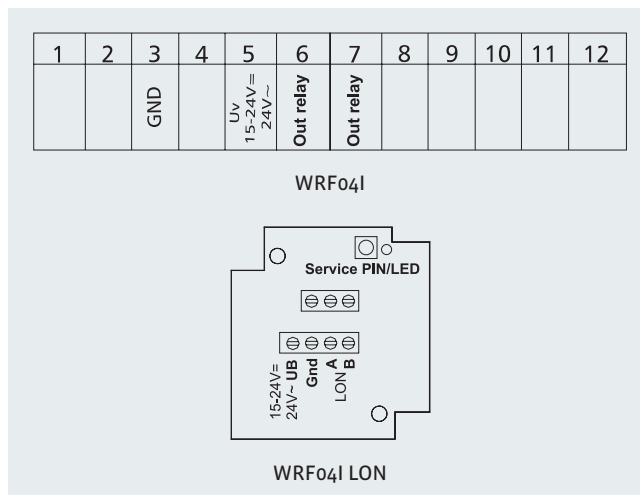 1 2 3 4 5 6 7 8 9 10 11 12
GND
Uv
15-24V=
24V~
Out relay
Out relay
WRF04I
Service PIN/LED
15-24V=
24V~ UB
Gnd
A
LON
B
WRF04I LON